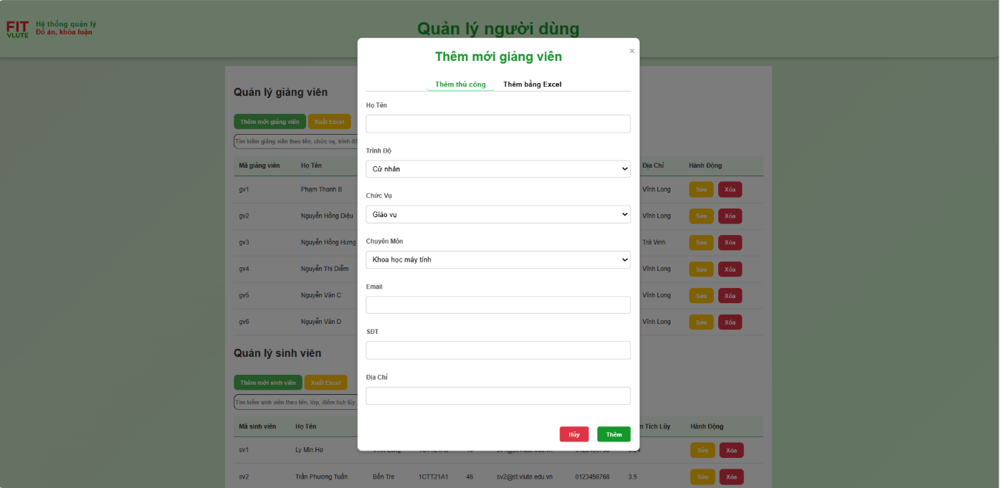 FIT
VLUTE
Hệ thống quản lý
Đồ án, khóa luận
Quản lý người dùng
×
Thêm mới giảng viên
Thêm thủ công Thêm bằng Excel
Họ Tên
Trình Độ
Cử nhân
Chức Vụ
Giáo vụ
Chuyên Môn
Khoa học máy tính
Email
SĐT
Địa Chỉ
Hủy Thêm
Quản lý giảng viên
Thêm mới giảng viên Xuất Excel
Tìm kiếm giảng viên theo tên, chức vụ, trình
Mã giảng viên Họ Tên Địa Chỉ Hành Động
gv1 Phạm Thanh B Vĩnh Long Sửa Xóa
gv2 Nguyễn Hồng Diệu Vĩnh Long Sửa Xóa
gv3 Nguyễn Hồng Hưng Trà Vinh Sửa Xóa
gv4 Nguyễn Thị Diễm Vĩnh Long Sửa Xóa
gv5 Nguyễn Văn C Vĩnh Long Sửa Xóa
gv6 Nguyễn Văn D Vĩnh Long Sửa Xóa
Quản lý sinh viên
Thêm mới sinh viên Xuất Excel
Tìm kiếm sinh viên theo tên, lớp, điểm tích lũy
Mã sinh viên Họ Tên Tích Lũy Hành Động
sv1 Ly Min Ho Sửa Xóa
sv2 Trần Phương Tuấn Bến Tre 1CTT21A1 46 sv2@st.vlute.edu.vn 0123456768 3.5 Sửa Xóa